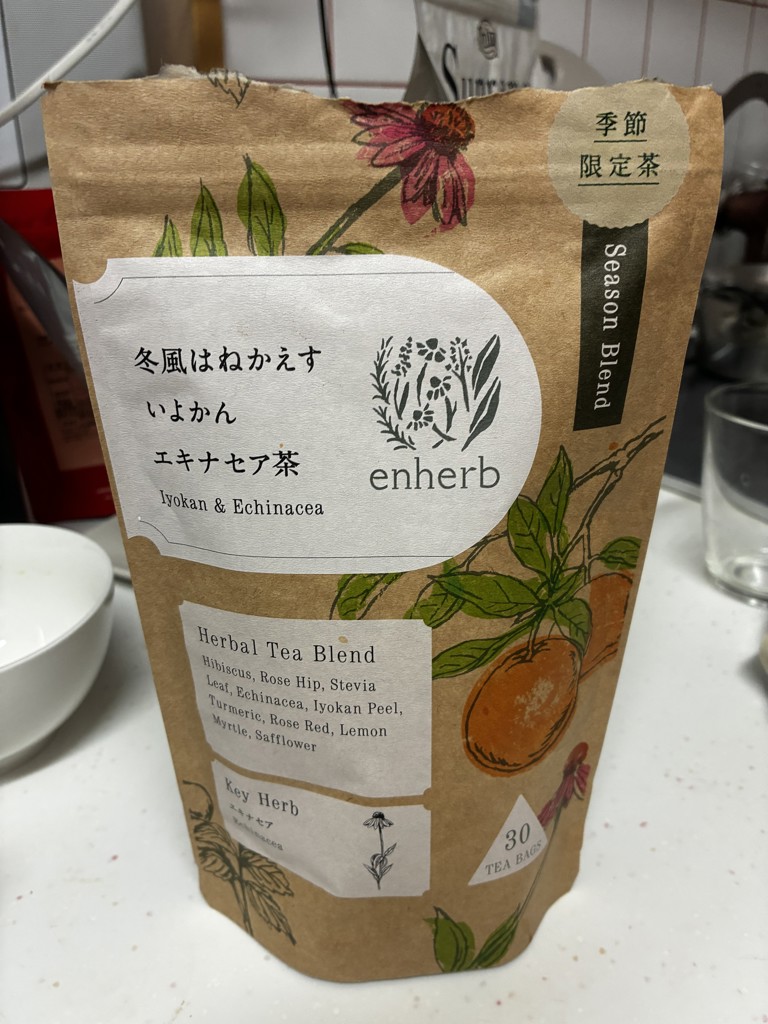 季節
限定茶
Season Blend
冬風はねかえす
いよかん
エキナセア茶
Iyokan & Echinacea
enherb
Herbal Tea Blend
Hibiscus, Rose Hip, Stevia
Leaf, Echinacea, Iyokan Peel,
Turmeric, Rose Red, Lemon
Myrtle, Safflower
Key Herb
エキナセア
Echinacea
30
TEA BAGS